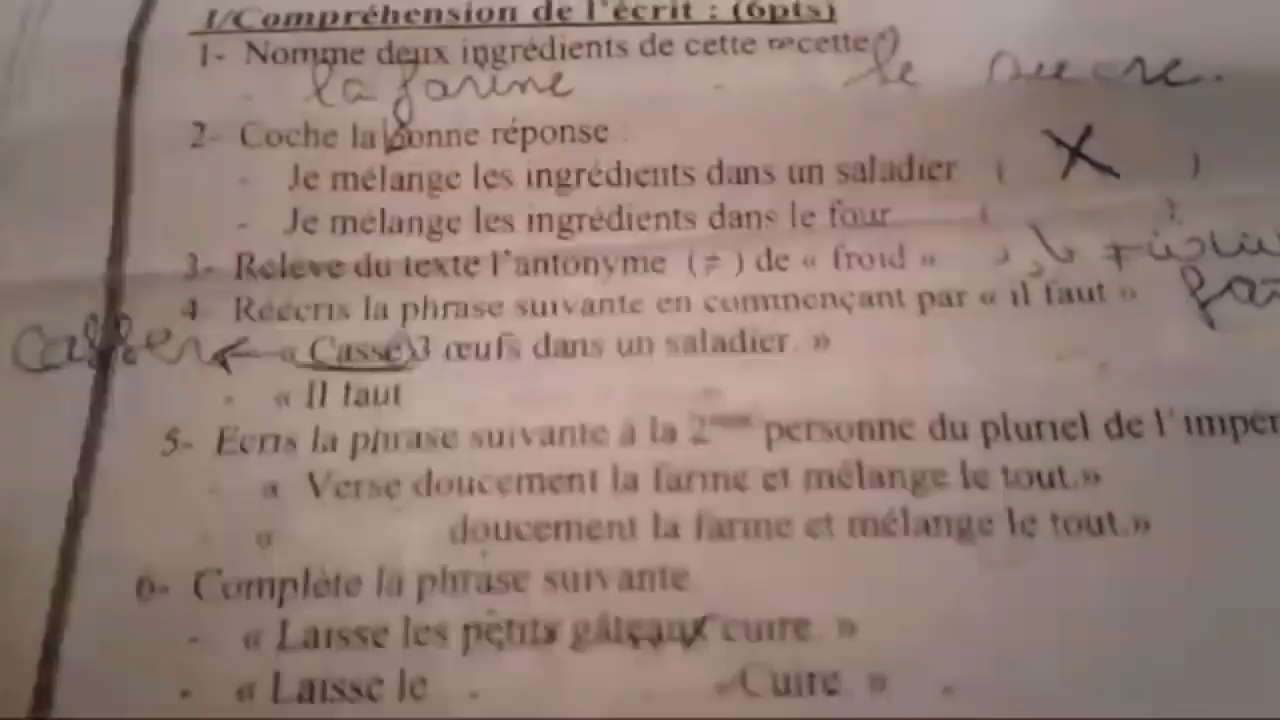 I/Compréhension de l'écrit : (6pts)
1- Nomme deux ingrédients de cette recette
la farine le sucre.
2- Coche la bonne réponse :
- Je mélange les ingrédients dans un saladier ( X )
- Je mélange les ingrédients dans le four ( )
3- Relève du texte l'antonyme (≠) de « froid »
4- Réécris la phrase suivante en commençant par « il faut »
Casser ← « Casse 3 œufs dans un saladier. »
- « Il faut
5- Ecris la phrase suivante à la 2ème personne du pluriel de l'impér
« Verse doucement la farine et mélange le tout.»
« doucement la farine et mélange le tout.»
6- Complète la phrase suivante
- « Laisse les petits gâteaux cuire. »
- « Laisse le Cuire. »